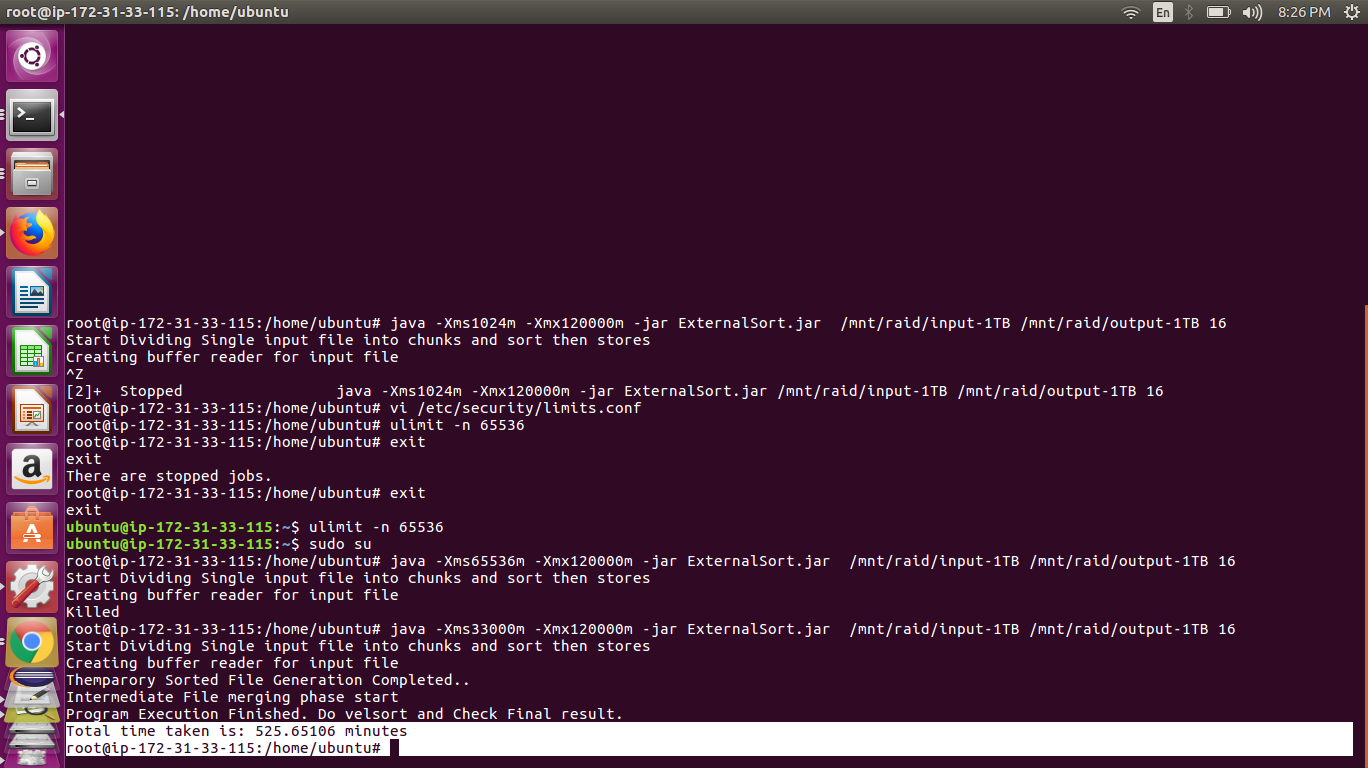 root@ip-172-31-33-115: /home/ubuntu
En
8:26 PM
root@ip-172-31-33-115:/home/ubuntu# java -Xms1024m -Xmx120000m -jar ExternalSort.jar  /mnt/raid/input-1TB /mnt/raid/output-1TB 16
Start Dividing Single input file into chunks and sort then stores
Creating buffer reader for input file
^Z
[2]+  Stopped                 java -Xms1024m -Xmx120000m -jar ExternalSort.jar /mnt/raid/input-1TB /mnt/raid/output-1TB 16
root@ip-172-31-33-115:/home/ubuntu# vi /etc/security/limits.conf
root@ip-172-31-33-115:/home/ubuntu# ulimit -n 65536
root@ip-172-31-33-115:/home/ubuntu# exit
exit
There are stopped jobs.
root@ip-172-31-33-115:/home/ubuntu# exit
exit
ubuntu@ip-172-31-33-115:~$ ulimit -n 65536
ubuntu@ip-172-31-33-115:~$ sudo su
root@ip-172-31-33-115:/home/ubuntu# java -Xms65536m -Xmx120000m -jar ExternalSort.jar  /mnt/raid/input-1TB /mnt/raid/output-1TB 16
Start Dividing Single input file into chunks and sort then stores
Creating buffer reader for input file
Killed
root@ip-172-31-33-115:/home/ubuntu# java -Xms33000m -Xmx120000m -jar ExternalSort.jar  /mnt/raid/input-1TB /mnt/raid/output-1TB 16
Start Dividing Single input file into chunks and sort then stores
Creating buffer reader for input file
Themparory Sorted File Generation Completed..
Intermediate File merging phase start
Program Execution Finished. Do velsort and Check Final result.
Total time taken is: 525.65106 minutes
root@ip-172-31-33-115:/home/ubuntu#